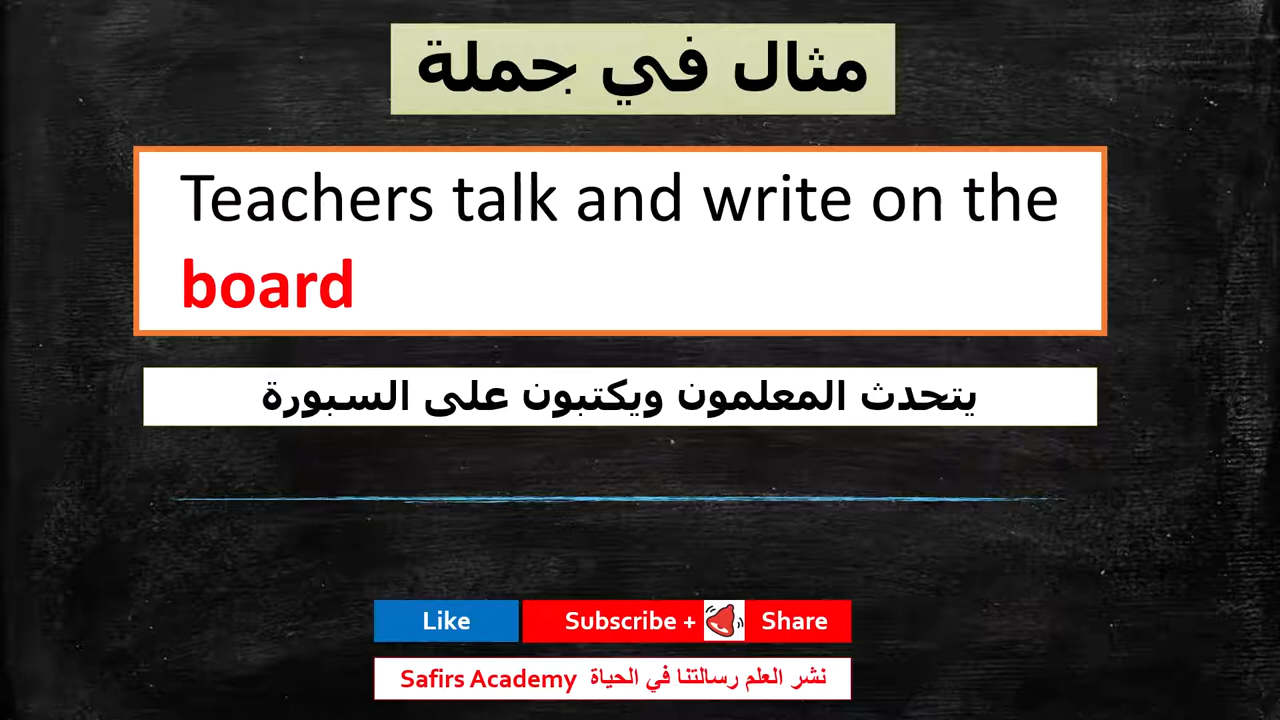 مثال في جملة
Teachers talk and write on the
board
يتحدث المعلمون ويكتبون على السبورة
Like Subscribe + Share
Safirs Academy نشر العلم رسالتنا في الحياة